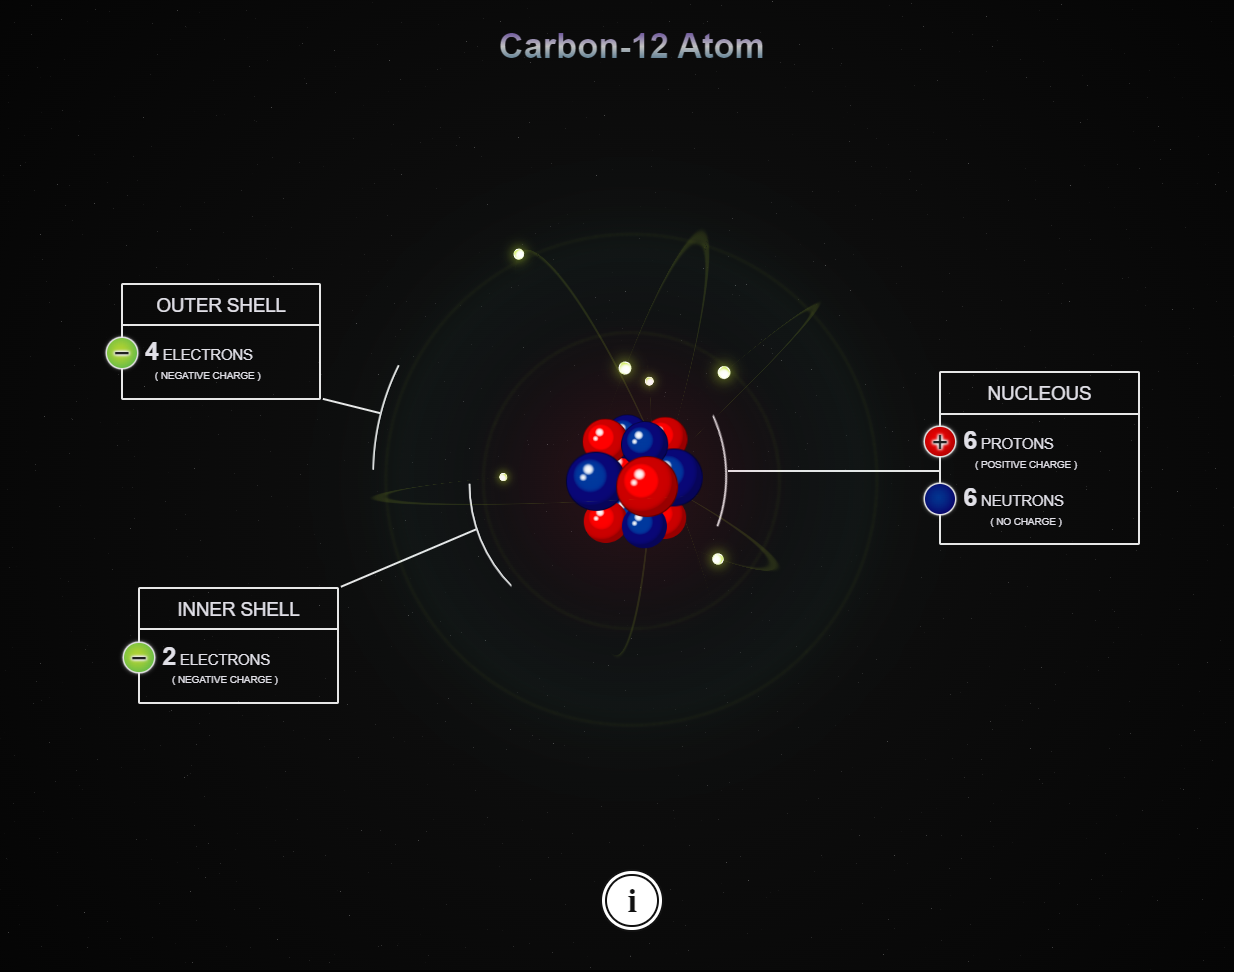 Carbon-12 Atom
OUTER SHELL
4 ELECTRONS
( NEGATIVE CHARGE )
NUCLEOUS
6 PROTONS
( POSITIVE CHARGE )
6 NEUTRONS
( NO CHARGE )
INNER SHELL
2 ELECTRONS
( NEGATIVE CHARGE )
i